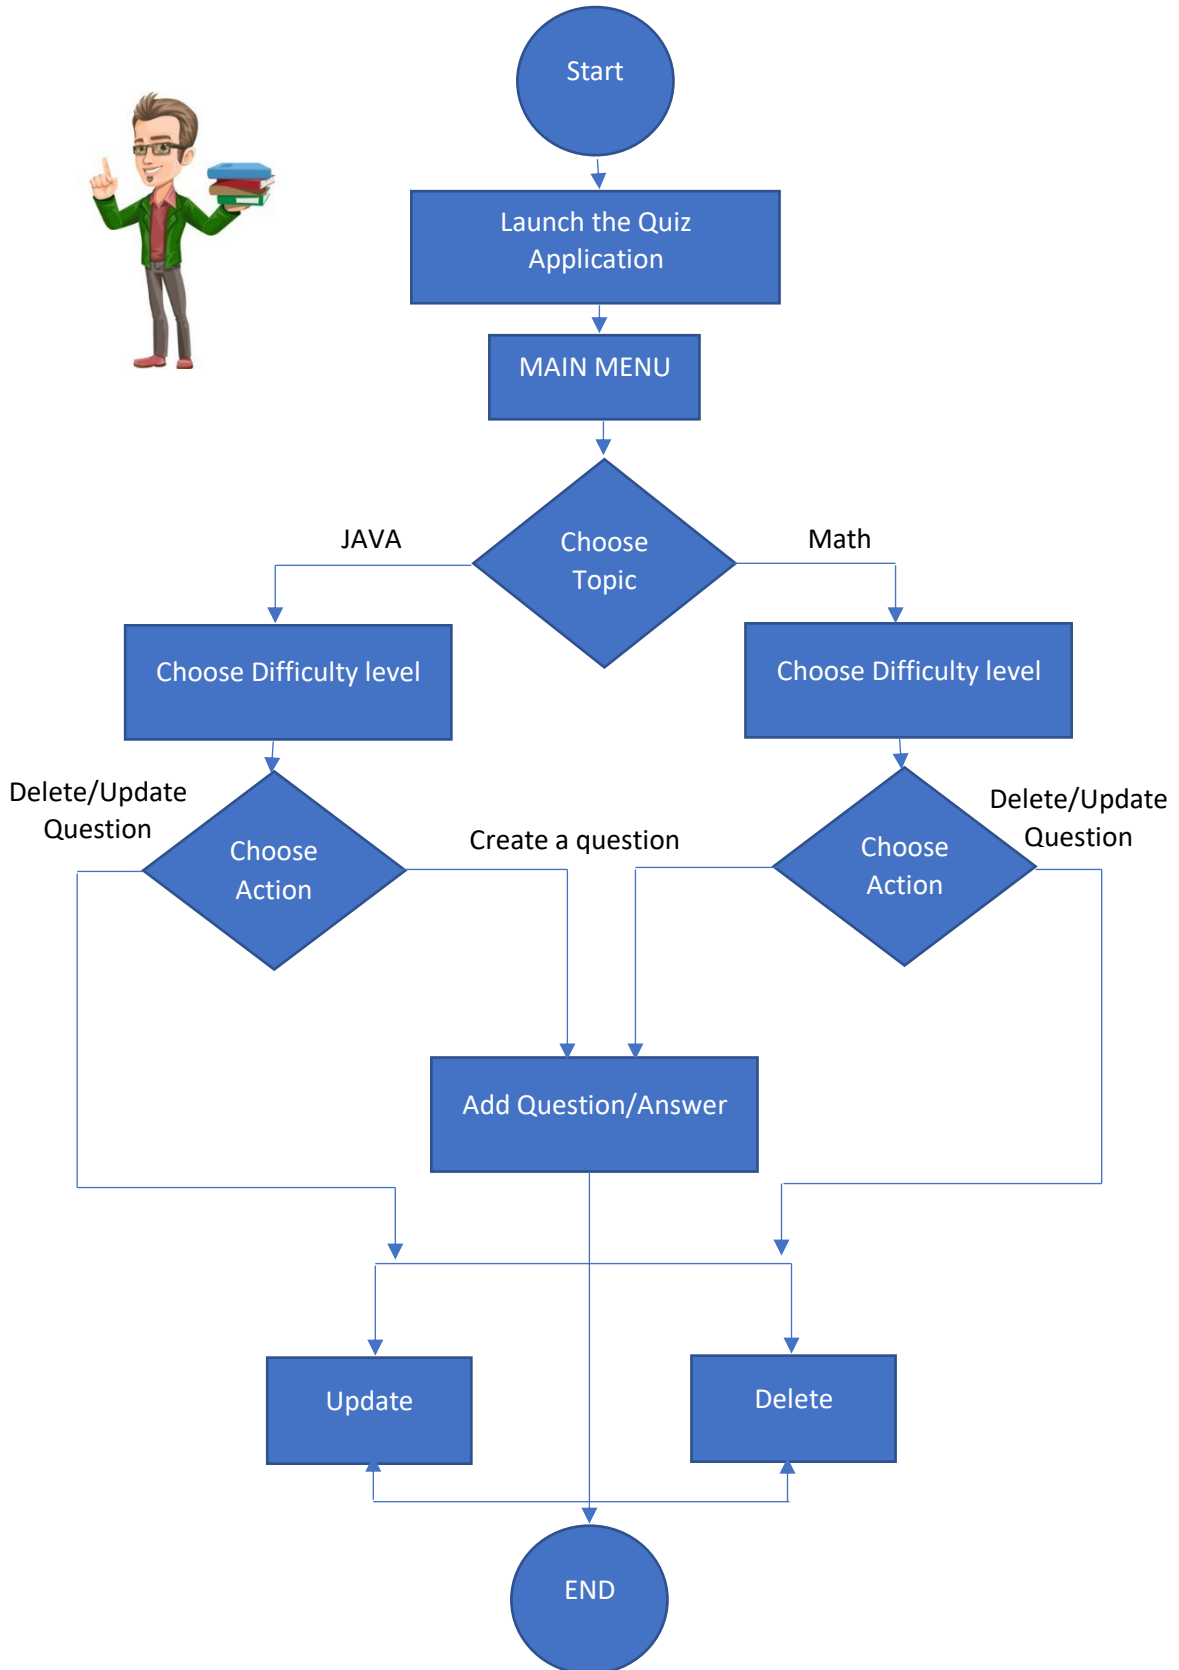 Start
Launch the Quiz
Application
MAIN MENU
JAVA
Choose
Topic
Math
Choose Difficulty level
Choose Difficulty level
Delete/Update
Question
Choose
Action
Create a question
Choose
Action
Delete/Update
Question
Add Question/Answer
Update
Delete
END